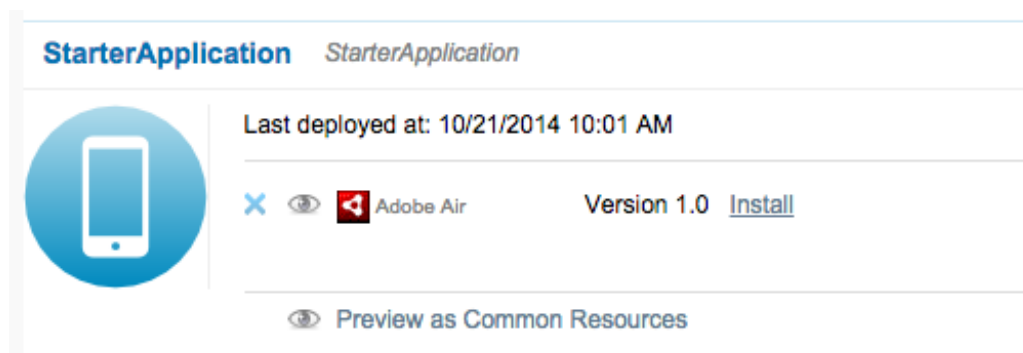 StarterApplication StarterApplication
Last deployed at: 10/21/2014 10:01 AM
Adobe Air Version 1.0 Install
Preview as Common Resources